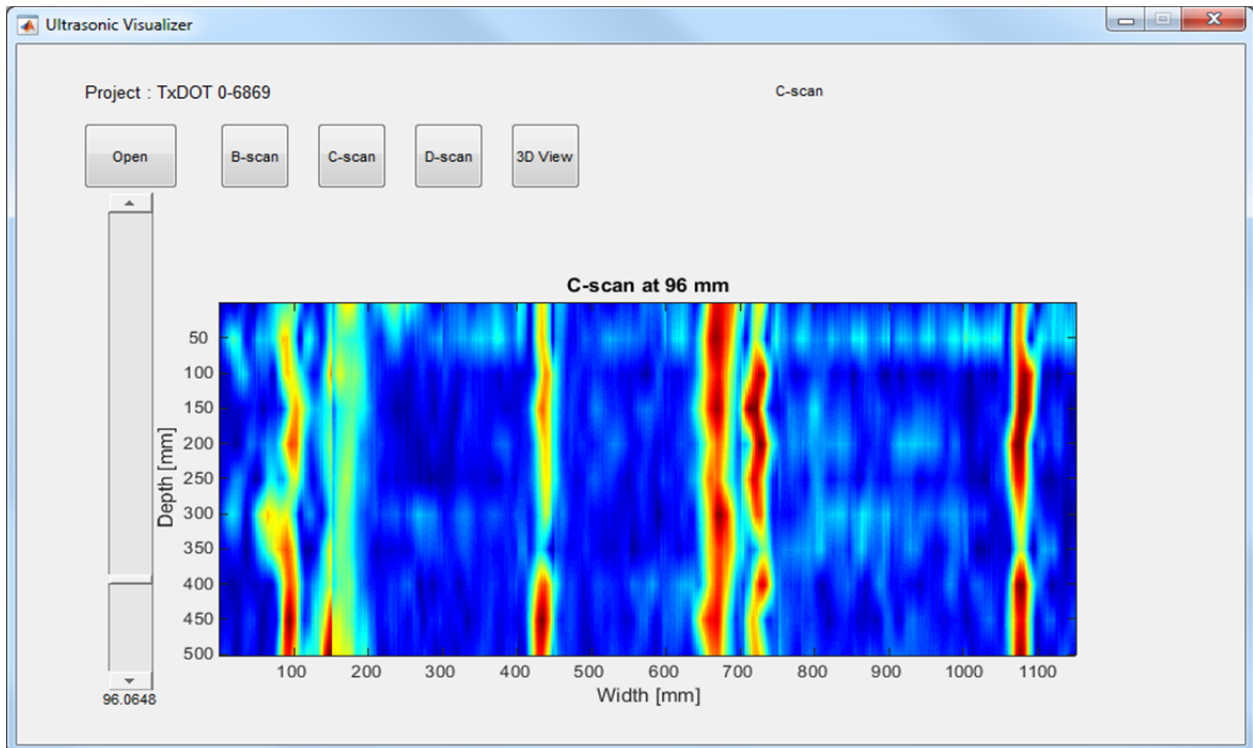 Ultrasonic Visualizer
Project : TxDOT 0-6869
C-scan
Open
B-scan
C-scan
D-scan
3D View
C-scan at 96 mm
Depth [mm]
50
100
150
200
250
300
350
400
450
500
100 200 300 400 500 600 700 800 900 1000 1100
Width [mm]
96.0648